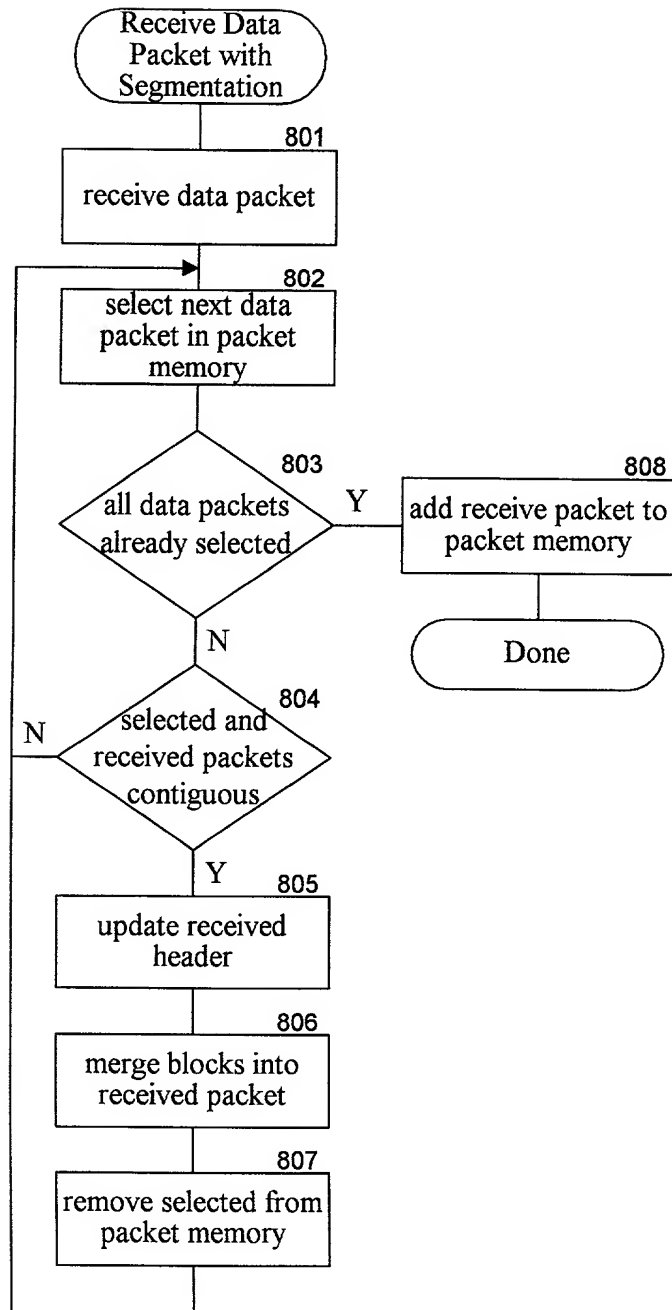 Receive Data
Packet with
Segmentation
801
receive data packet
802
select next data
packet in packet
memory
803
all data packets
already selected
Y
808
add receive packet to
packet memory
Done
N
804
selected and
received packets
contiguous
N
Y
805
update received
header
806
merge blocks into
received packet
807
remove selected from
packet memory